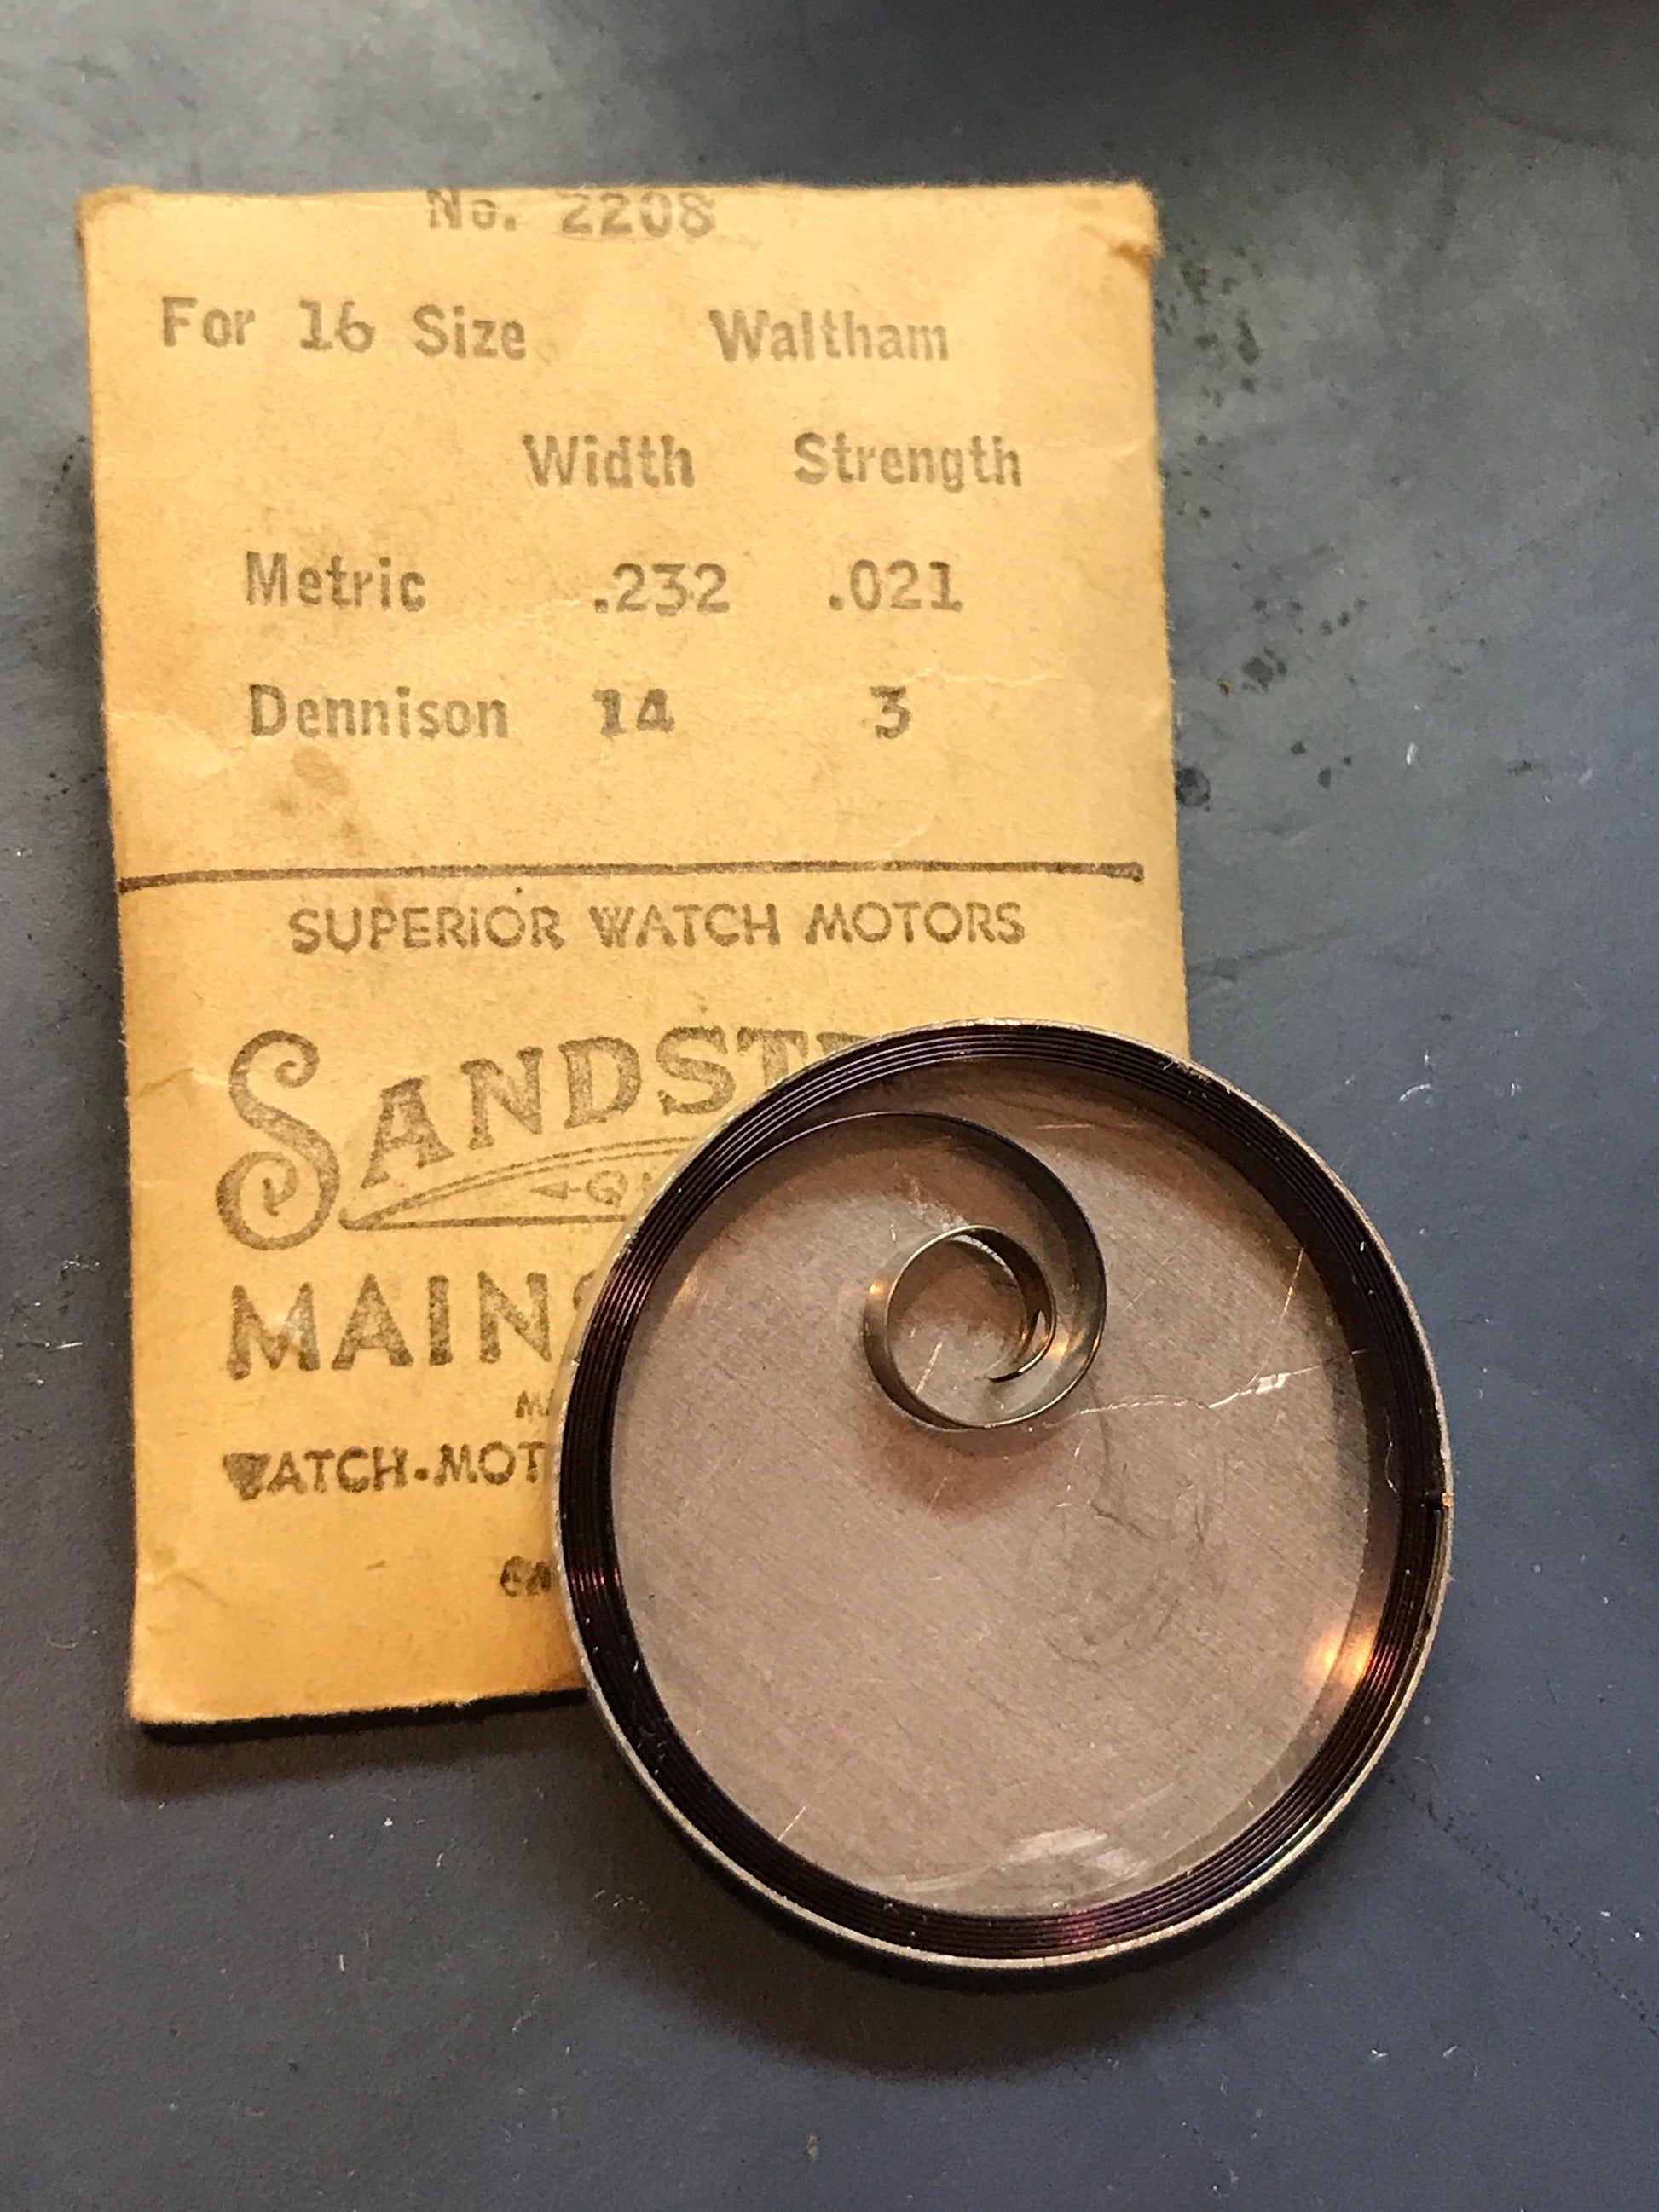 No. 2208
For 16 Size Waltham
Width Strength
Metric .232 .021
Dennison 14 3
SUPERIOR WATCH MOTORS
SANDST
MAINS
WATCH-MOT